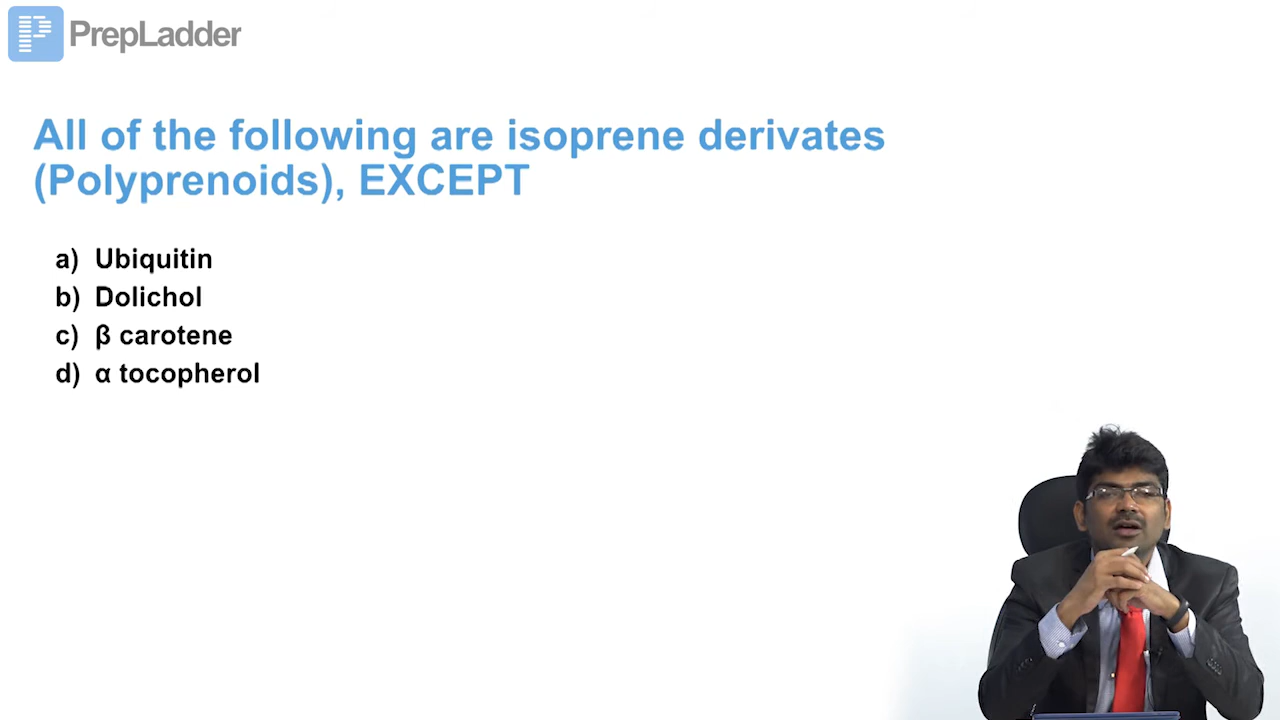 PrepLadder
All of the following are isoprene derivates
(Polyprenoids), EXCEPT
a) Ubiquitin
b) Dolichol
c) β carotene
d) α tocopherol